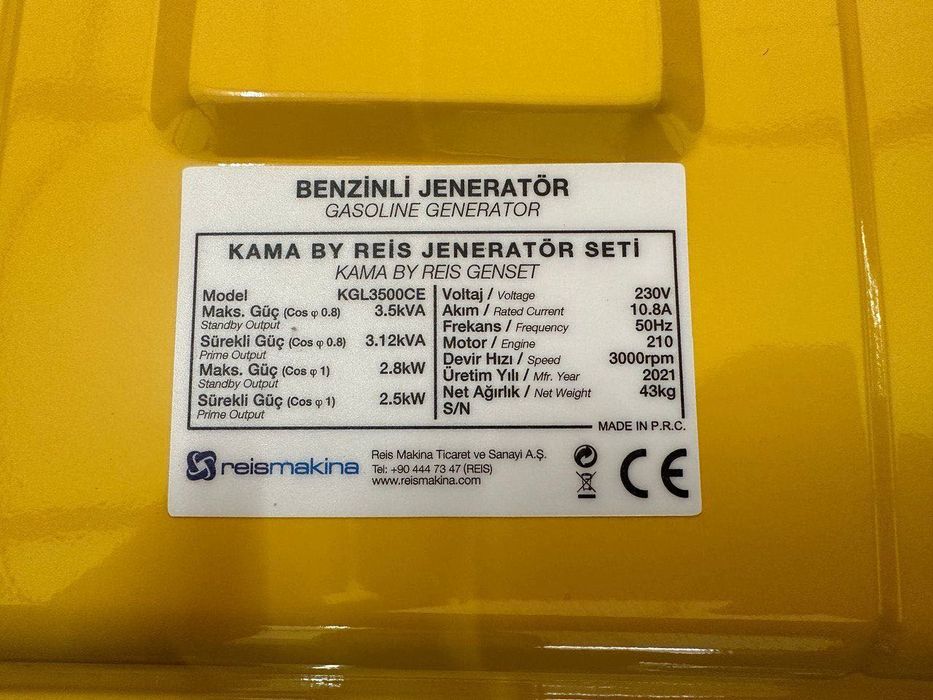 BENZİNLİ JENERATÖR
GASOLINE GENERATOR
KAMA BY REİS JENERATÖR SETİ
KAMA BY REIS GENSET
Model KGL3500CE
Maks. Güç (Cos φ 0.8) 3.5kVA
Standby Output
Sürekli Güç (Cos φ 0.8) 3.12kVA
Prime Output
Maks. Güç (Cos φ 1) 2.8kW
Standby Output
Sürekli Güç (Cos φ 1) 2.5kW
Prime Output
Voltaj / Voltage 230V
Akım / Rated Current 10.8A
Frekans / Frequency 50Hz
Motor / Engine 210
Devir Hızı / Speed 3000rpm
Üretim Yılı / Mfr. Year 2021
Net Ağırlık / Net Weight 43kg
S/N
MADE IN P.R.C.
reismakina
Reis Makina Ticaret ve Sanayi A.Ş.
Tel: +90 444 73 47 (REIS)
www.reismakina.com
CE